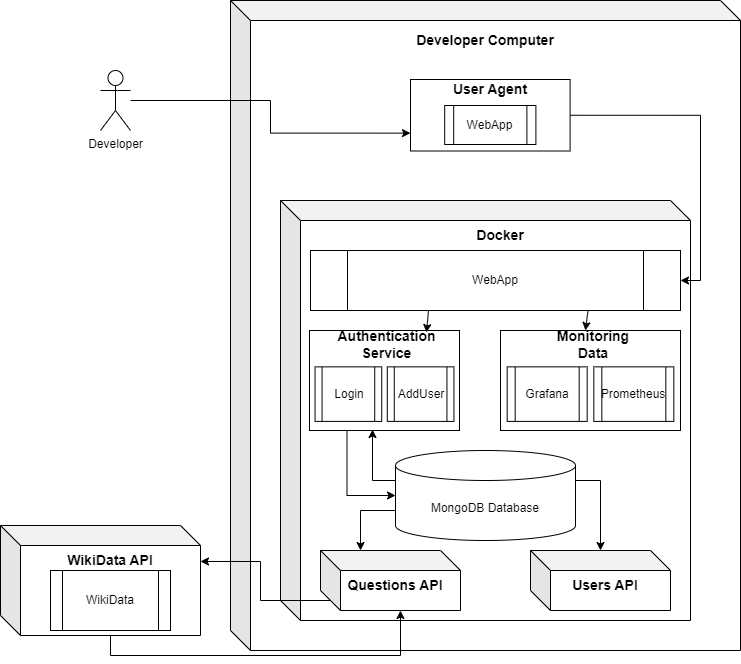 Developer Computer
User Agent
WebApp
Developer
Docker
WebApp
Authentication
Service
Login
AddUser
Monitoring
Data
Grafana
Prometheus
MongoDB Database
WikiData API
WikiData
Questions API
Users API